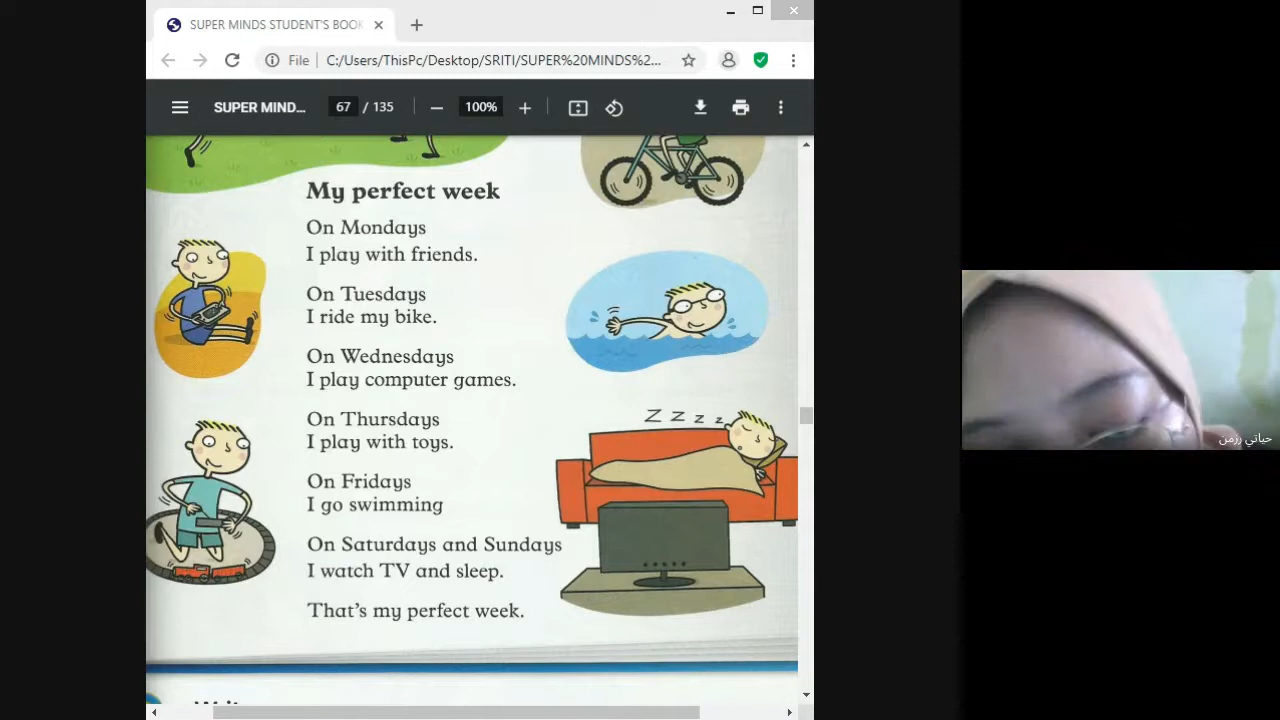 SUPER MINDS STUDENT'S BOOK
File
C:/Users/ThisPc/Desktop/SRITI/SUPER%20MINDS%2...
SUPER MIND...
67 / 135
100%
My perfect week
On Mondays
I play with friends.
On Tuesdays
I ride my bike.
On Wednesdays
I play computer games.
On Thursdays
I play with toys.
On Fridays
I go swimming
On Saturdays and Sundays
I watch TV and sleep.
That's my perfect week.
Z Z Z z
حياتي رزمن